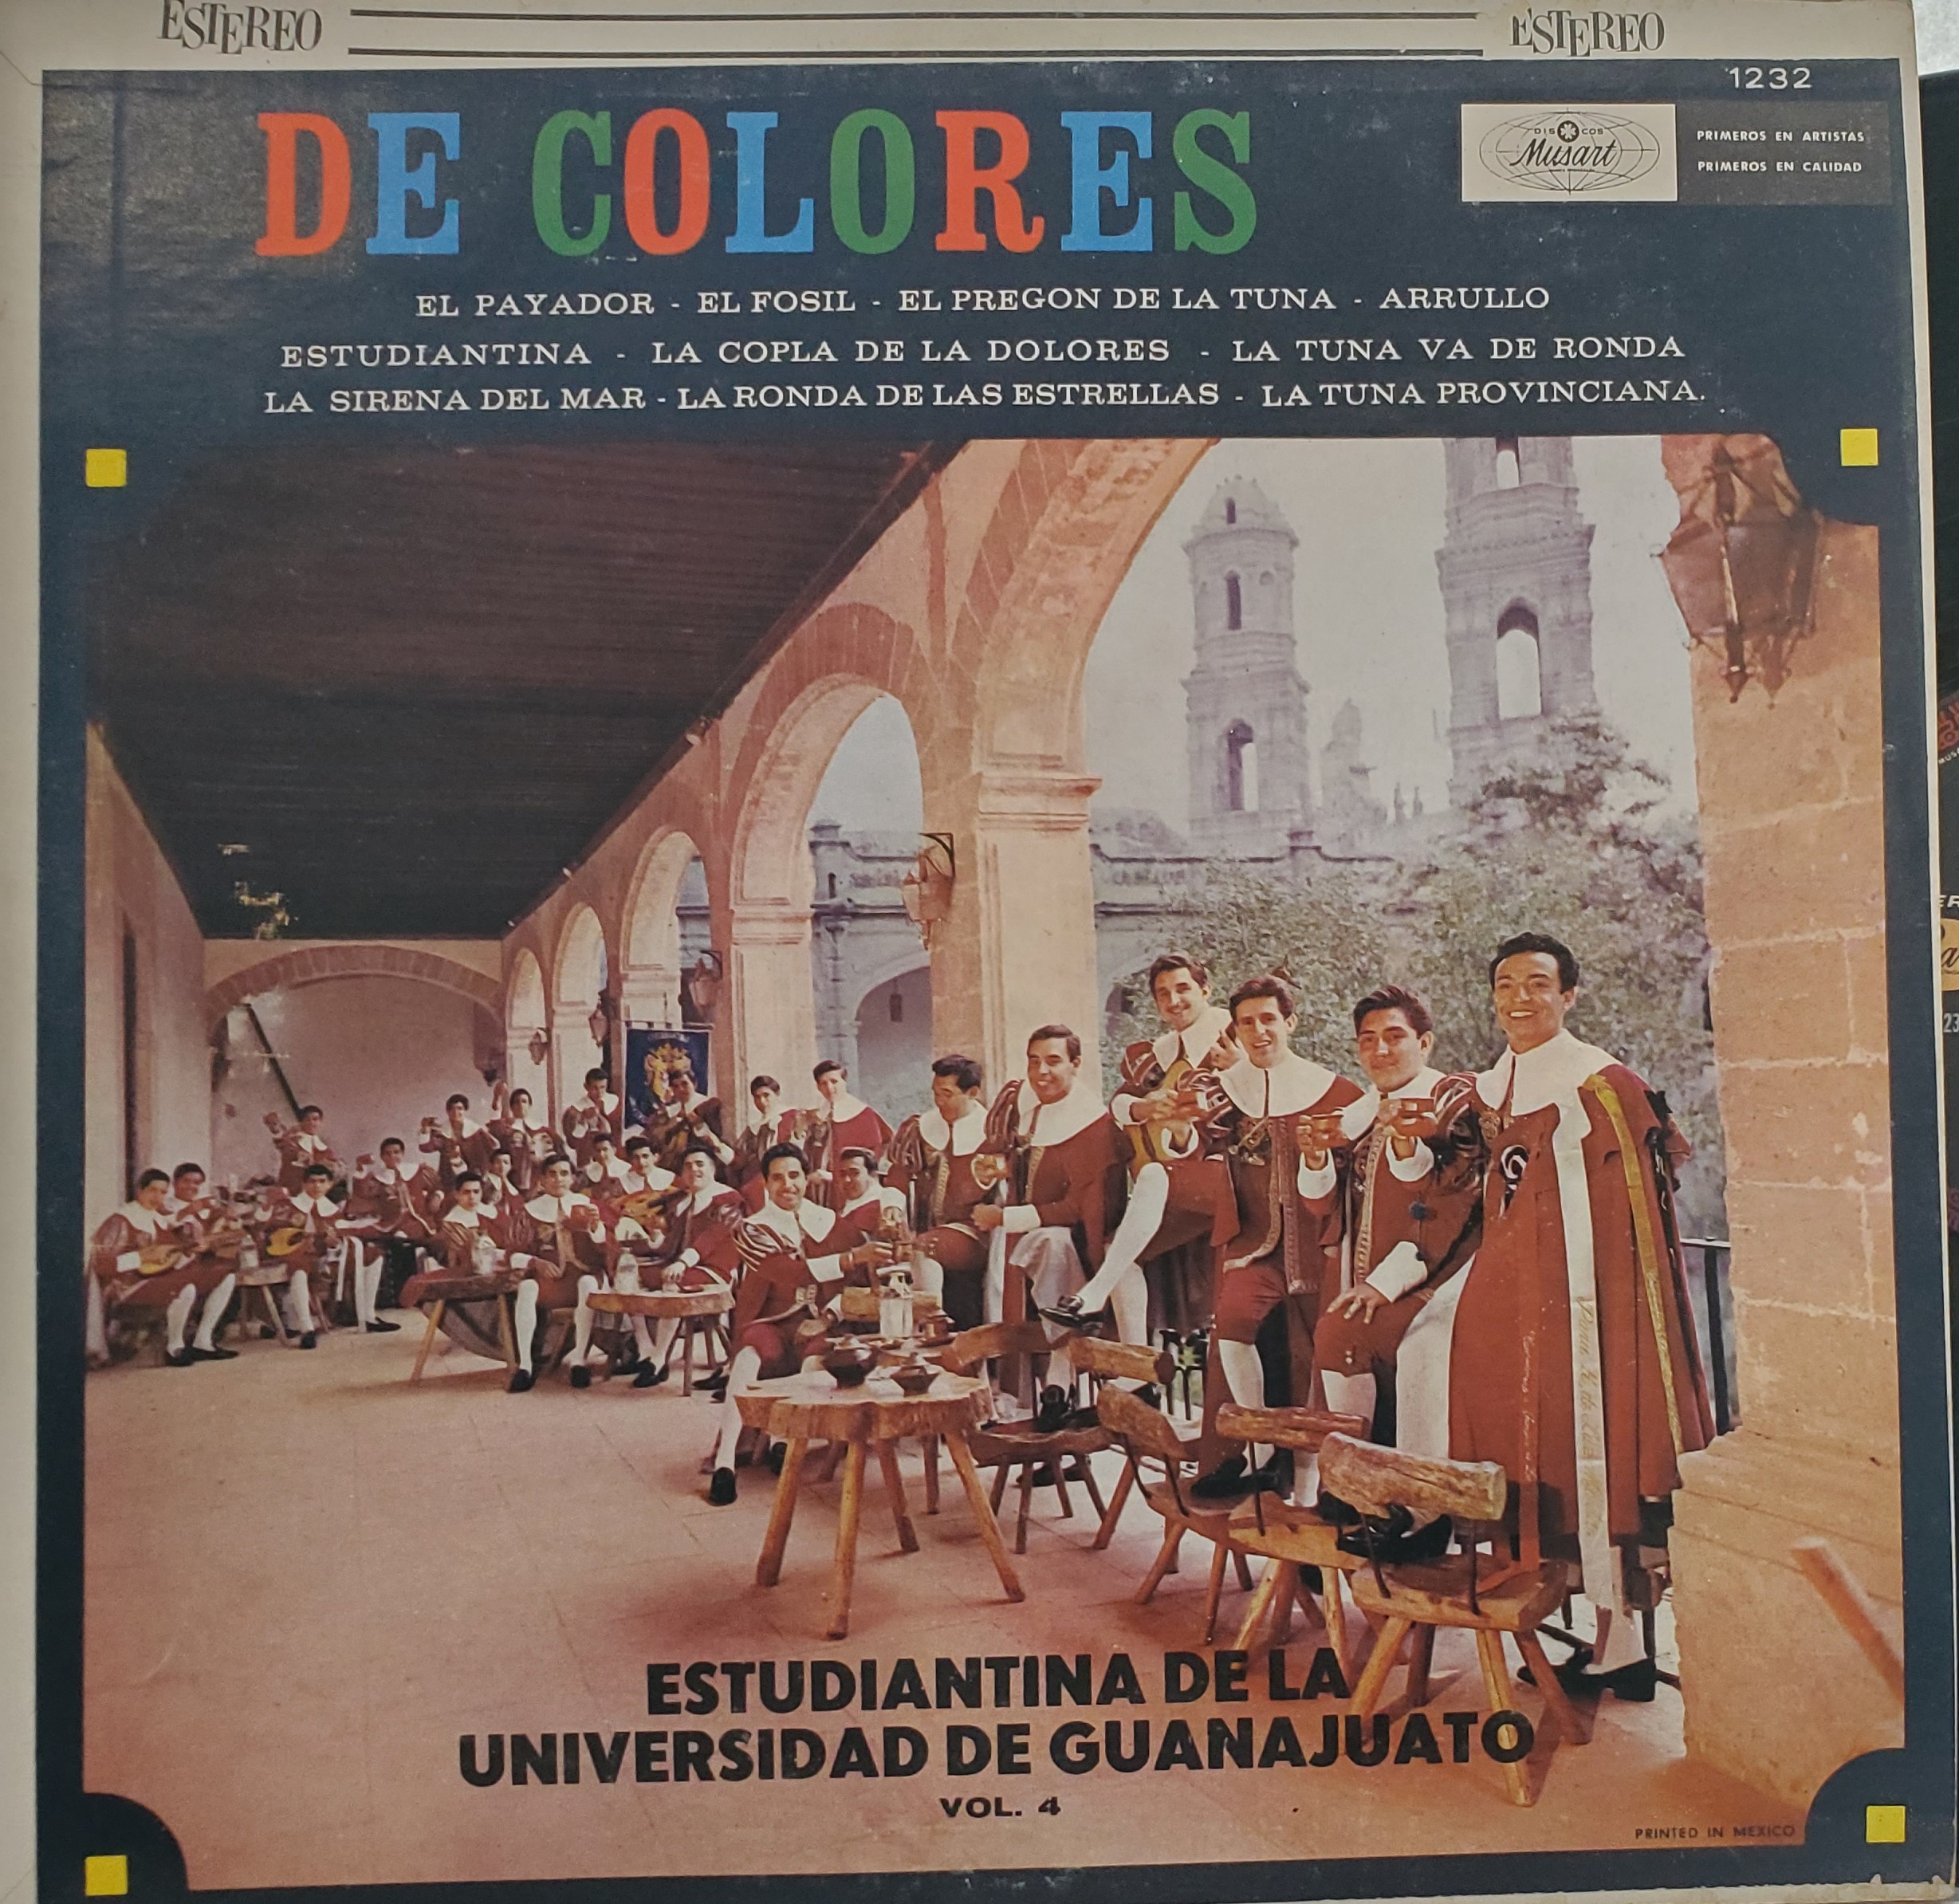 ESTEREO ESTEREO
1232
DE COLORES
DISCOS
Musart
PRIMEROS EN ARTISTAS
PRIMEROS EN CALIDAD
EL PAYADOR - EL FOSIL - EL PREGON DE LA TUNA - ARRULLO
ESTUDIANTINA - LA COPLA DE LA DOLORES - LA TUNA VA DE RONDA
LA SIRENA DEL MAR - LA RONDA DE LAS ESTRELLAS - LA TUNA PROVINCIANA.
ESTUDIANTINA DE LA
UNIVERSIDAD DE GUANAJUATO
VOL. 4
PRINTED IN MEXICO